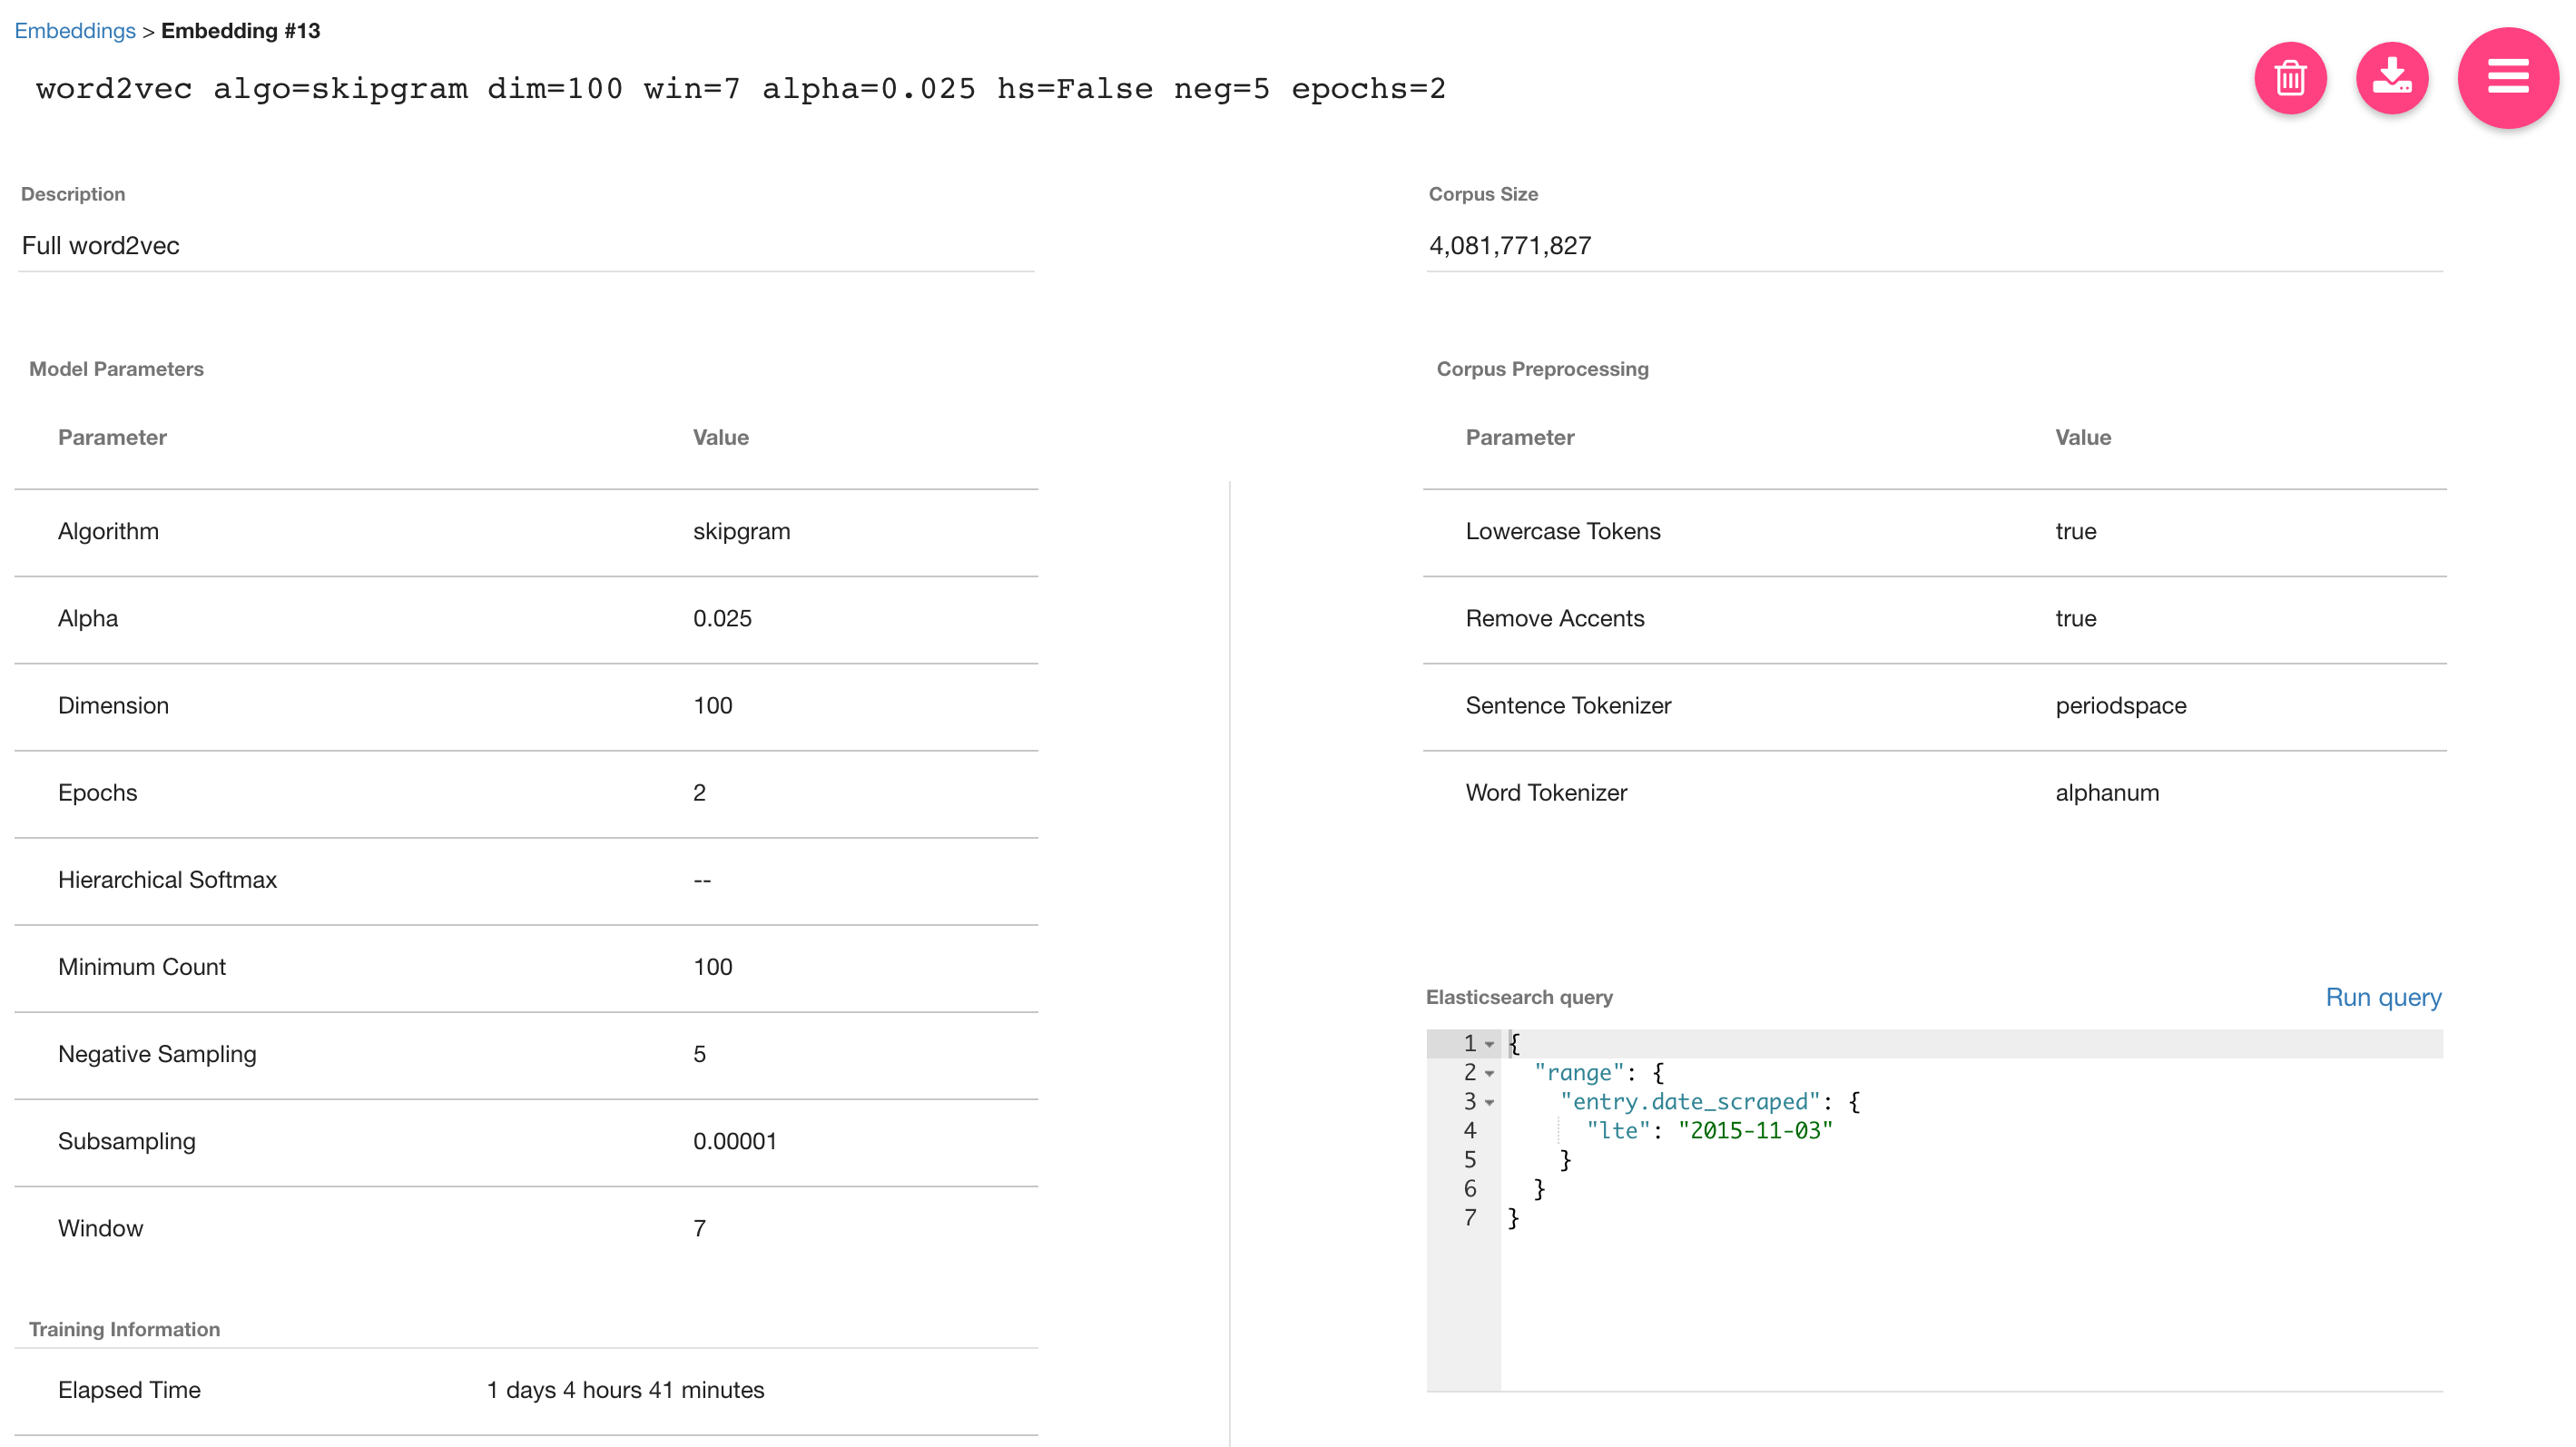 Embeddings > Embedding #13
word2vec algo=skipgram dim=100 win=7 alpha=0.025 hs=False neg=5 epochs=2
Description
Full word2vec
Corpus Size
4,081,771,827
Model Parameters
Parameter Value
Algorithm skipgram
Alpha 0.025
Dimension 100
Epochs 2
Hierarchical Softmax --
Minimum Count 100
Negative Sampling 5
Subsampling 0.00001
Window 7
Training Information
Elapsed Time 1 days 4 hours 41 minutes
Corpus Preprocessing
Parameter Value
Lowercase Tokens true
Remove Accents true
Sentence Tokenizer periodspace
Word Tokenizer alphanum
Elasticsearch query Run query
1 {
2 "range": {
3 "entry.date_scraped": {
4 "lte": "2015-11-03"
5 }
6 }
7 }